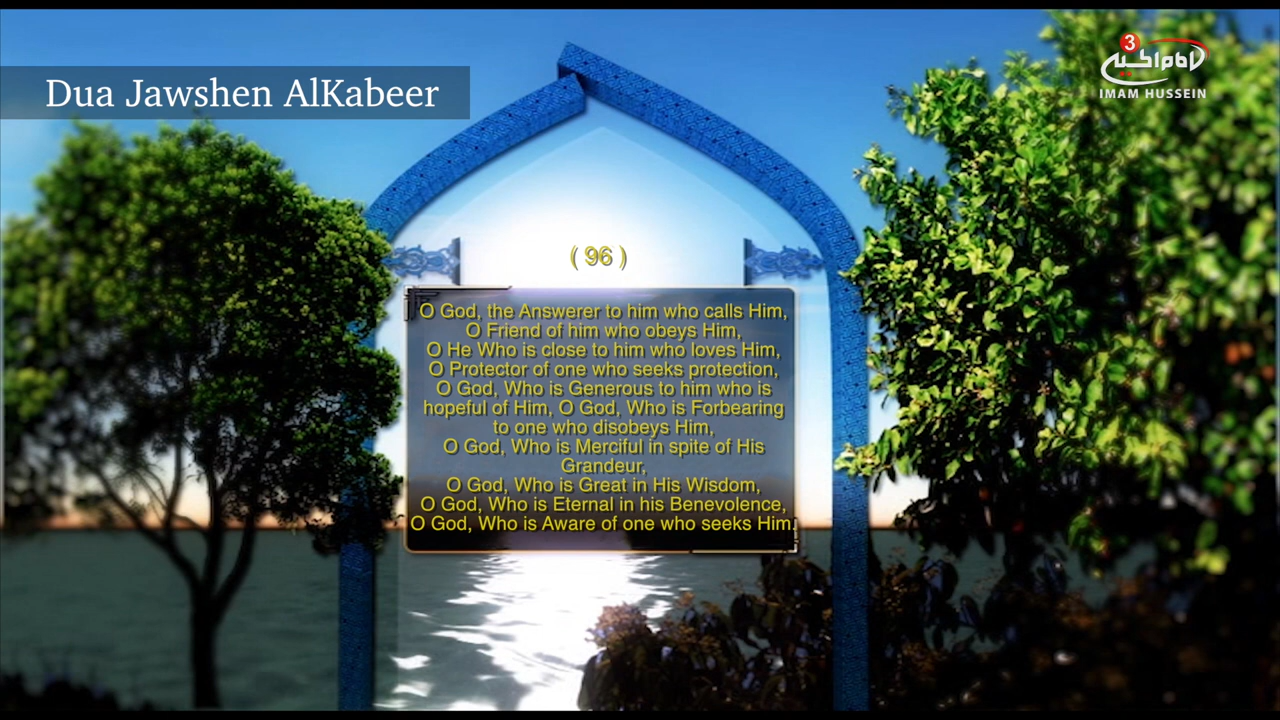 Dua Jawshen AlKabeer
3
IMAM HUSSEIN
( 96 )
O God, the Answerer to him who calls Him,
O Friend of him who obeys Him,
O He Who is close to him who loves Him,
O Protector of one who seeks protection,
O God, Who is Generous to him who is
hopeful of Him, O God, Who is Forbearing
to one who disobeys Him,
O God, Who is Merciful in spite of His
Grandeur,
O God, Who is Great in His Wisdom,
O God, Who is Eternal in his Benevolence,
O God, Who is Aware of one who seeks Him.